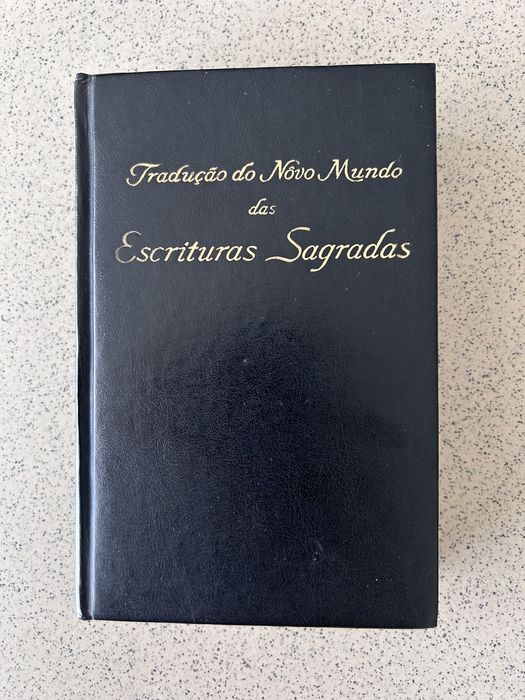 Tradução do Nôvo Mundo
das
Escrituras Sagradas